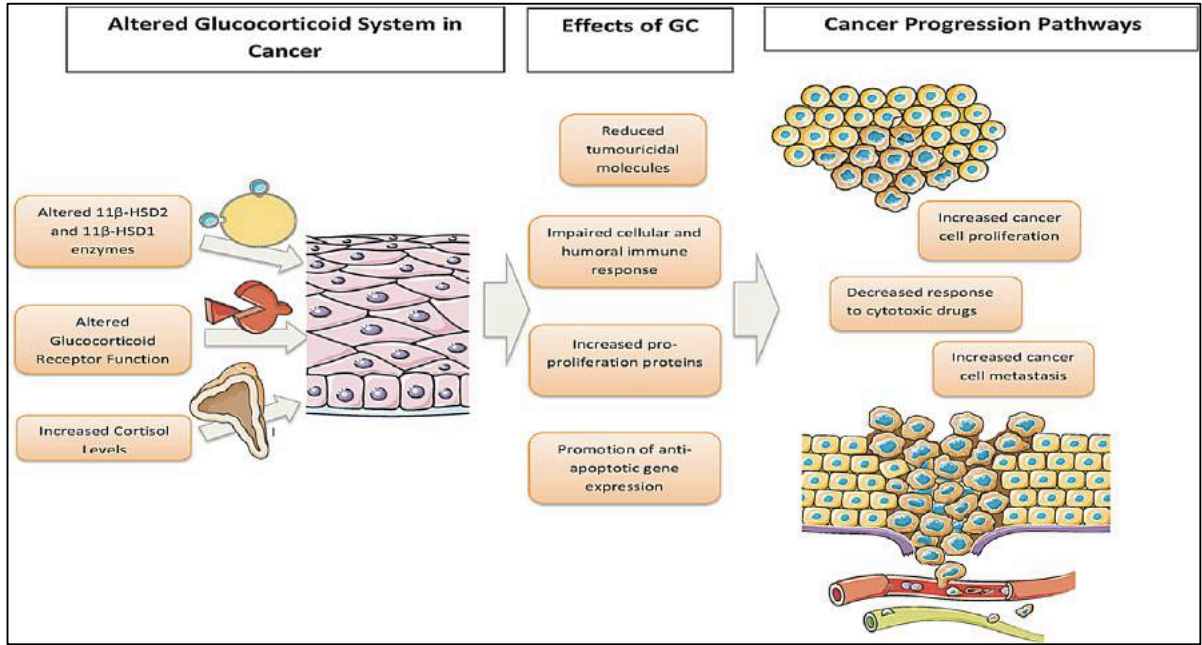 Altered Glucocorticoid System in
Cancer
Effects of GC
Cancer Progression Pathways
Altered 11β-HSD2
and 11β-HSD1
enzymes
Altered
Glucocorticoid
Receptor Function
Increased Cortisol
Levels
Reduced
tumouricidal
molecules
Impaired cellular and
humoral immune
response
Increased pro-
proliferation proteins
Promotion of anti-
apoptotic gene
expression
Increased cancer
cell proliferation
Decreased response
to cytotoxic drugs
Increased cancer
cell metastasis